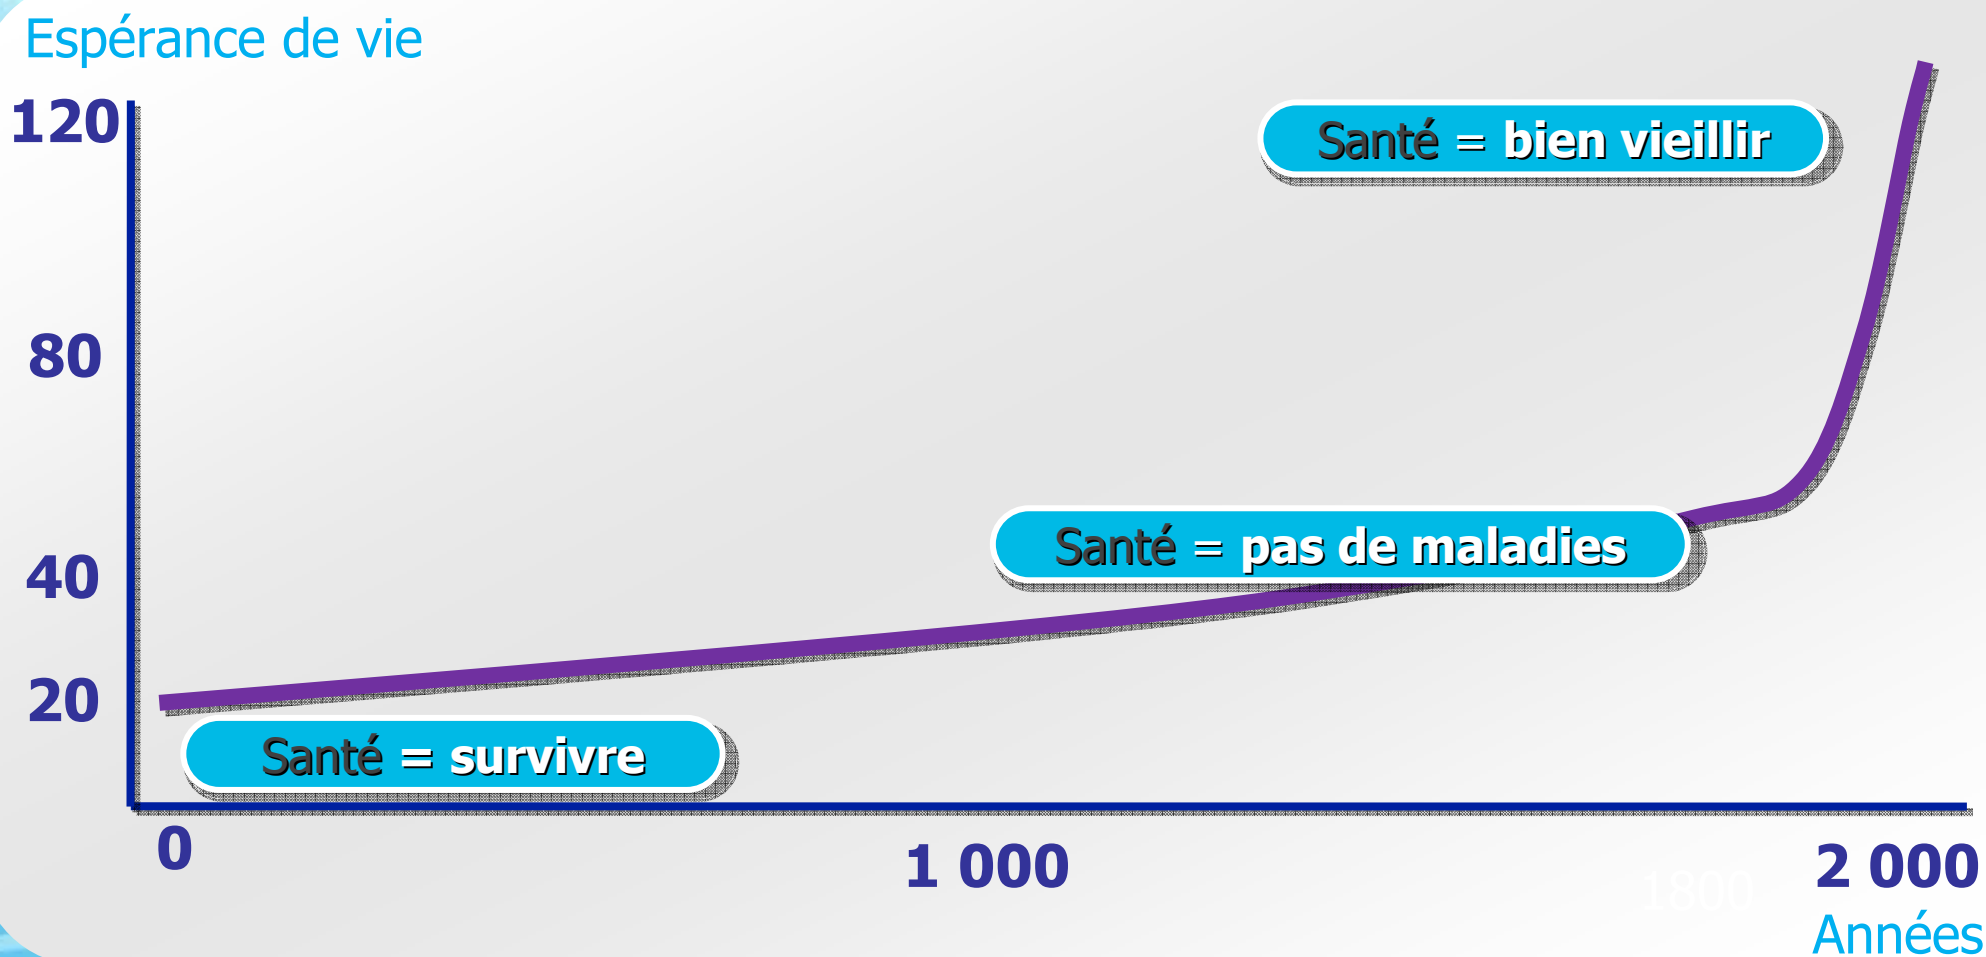 Espérance de vie
120
Santé = bien vieillir
80
Santé = pas de maladies
40
20
Santé = survivre
0
1 000
1800
2 000
Années